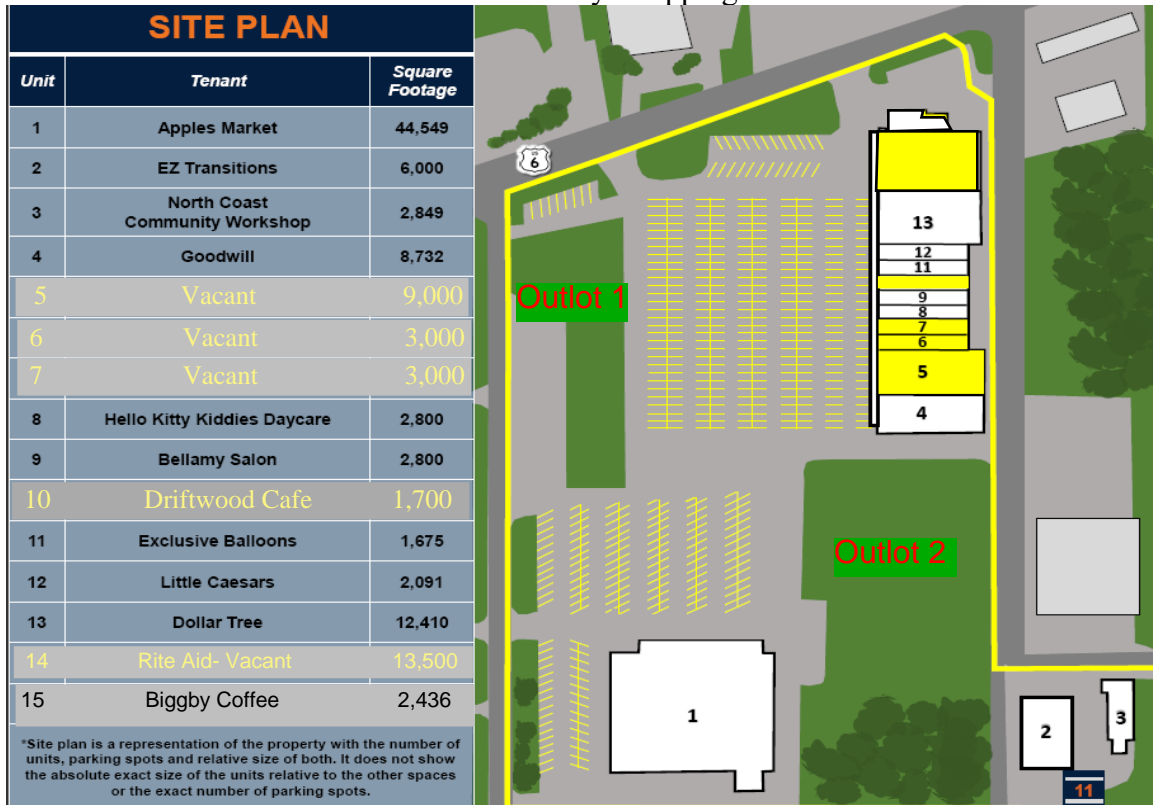 SITE PLAN
Unit Tenant Square Footage
1 Apples Market 44,549
2 EZ Transitions 6,000
3 North Coast Community Workshop 2,849
4 Goodwill 8,732
5 Vacant 9,000
6 Vacant 3,000
7 Vacant 3,000
8 Hello Kitty Kiddies Daycare 2,800
9 Bellamy Salon 2,800
10 Driftwood Cafe 1,700
11 Exclusive Balloons 1,675
12 Little Caesars 2,091
13 Dollar Tree 12,410
14 Rite Aid- Vacant 13,500
15 Biggby Coffee 2,436
*Site plan is a representation of the property with the number of
units, parking spots and relative size of both. It does not show
the absolute exact size of the units relative to the other spaces
or the exact number of parking spots.
US
6
13
12
11
9
8
7
6
5
4
Outlot 1
Outlot 2
1
2
3
11